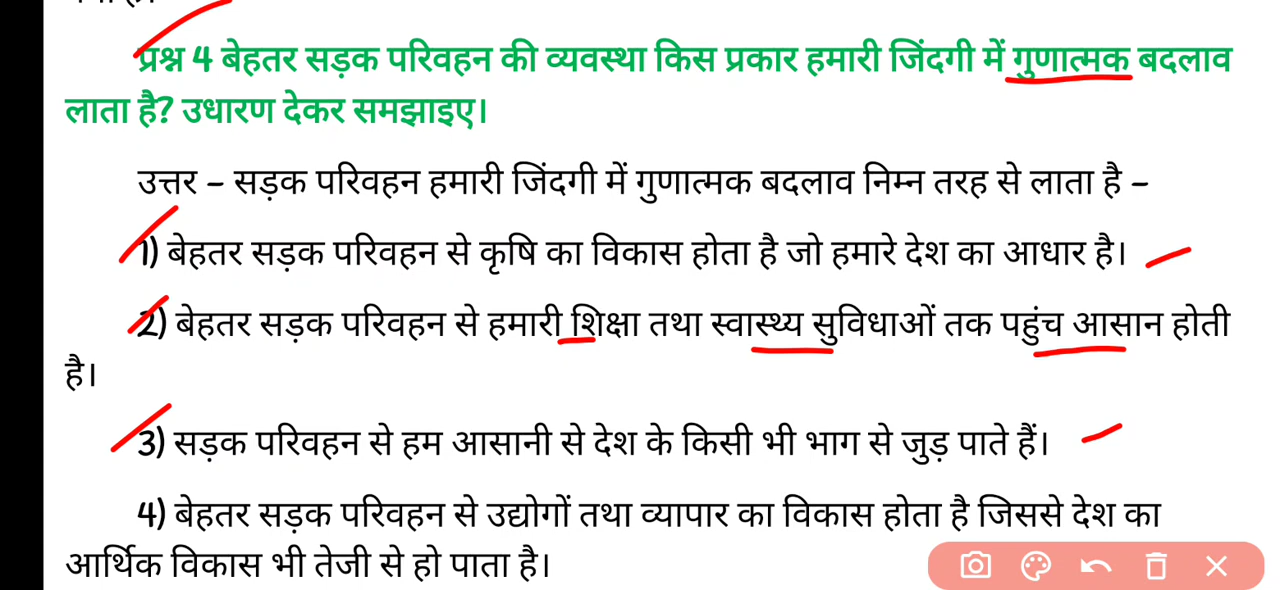 प्रश्न 4 बेहतर सड़क परिवहन की व्यवस्था किस प्रकार हमारी जिंदगी में गुणात्मक बदलाव
लाता है? उधारण देकर समझाइए।
उत्तर – सड़क परिवहन हमारी जिंदगी में गुणात्मक बदलाव निम्न तरह से लाता है –
1) बेहतर सड़क परिवहन से कृषि का विकास होता है जो हमारे देश का आधार है।
2) बेहतर सड़क परिवहन से हमारी शिक्षा तथा स्वास्थ्य सुविधाओं तक पहुंच आसान होती
है।
3) सड़क परिवहन से हम आसानी से देश के किसी भी भाग से जुड़ पाते हैं।
4) बेहतर सड़क परिवहन से उद्योगों तथा व्यापार का विकास होता है जिससे देश का
आर्थिक विकास भी तेजी से हो पाता है।